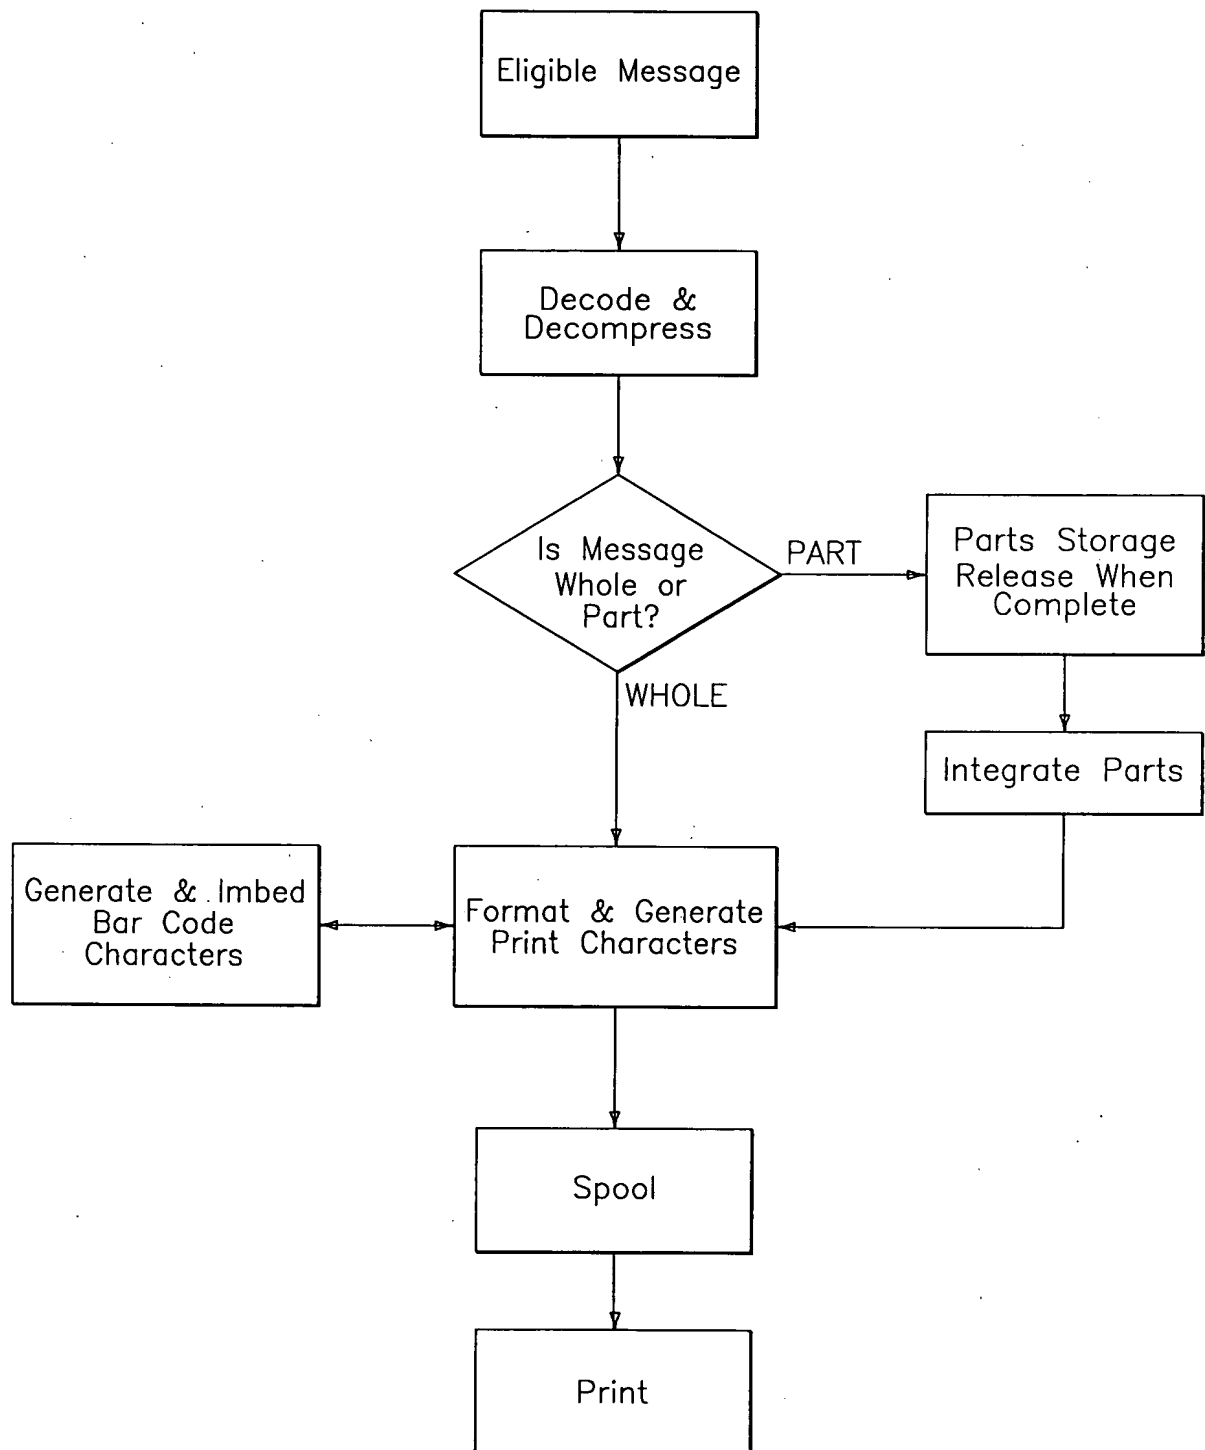 Eligible Message
Decode &
Decompress
Is Message
Whole or
Part?
PART
Parts Storage
Release When
Complete
WHOLE
Integrate Parts
Generate & Imbed
Bar Code
Characters
Format & Generate
Print Characters
Spool
Print